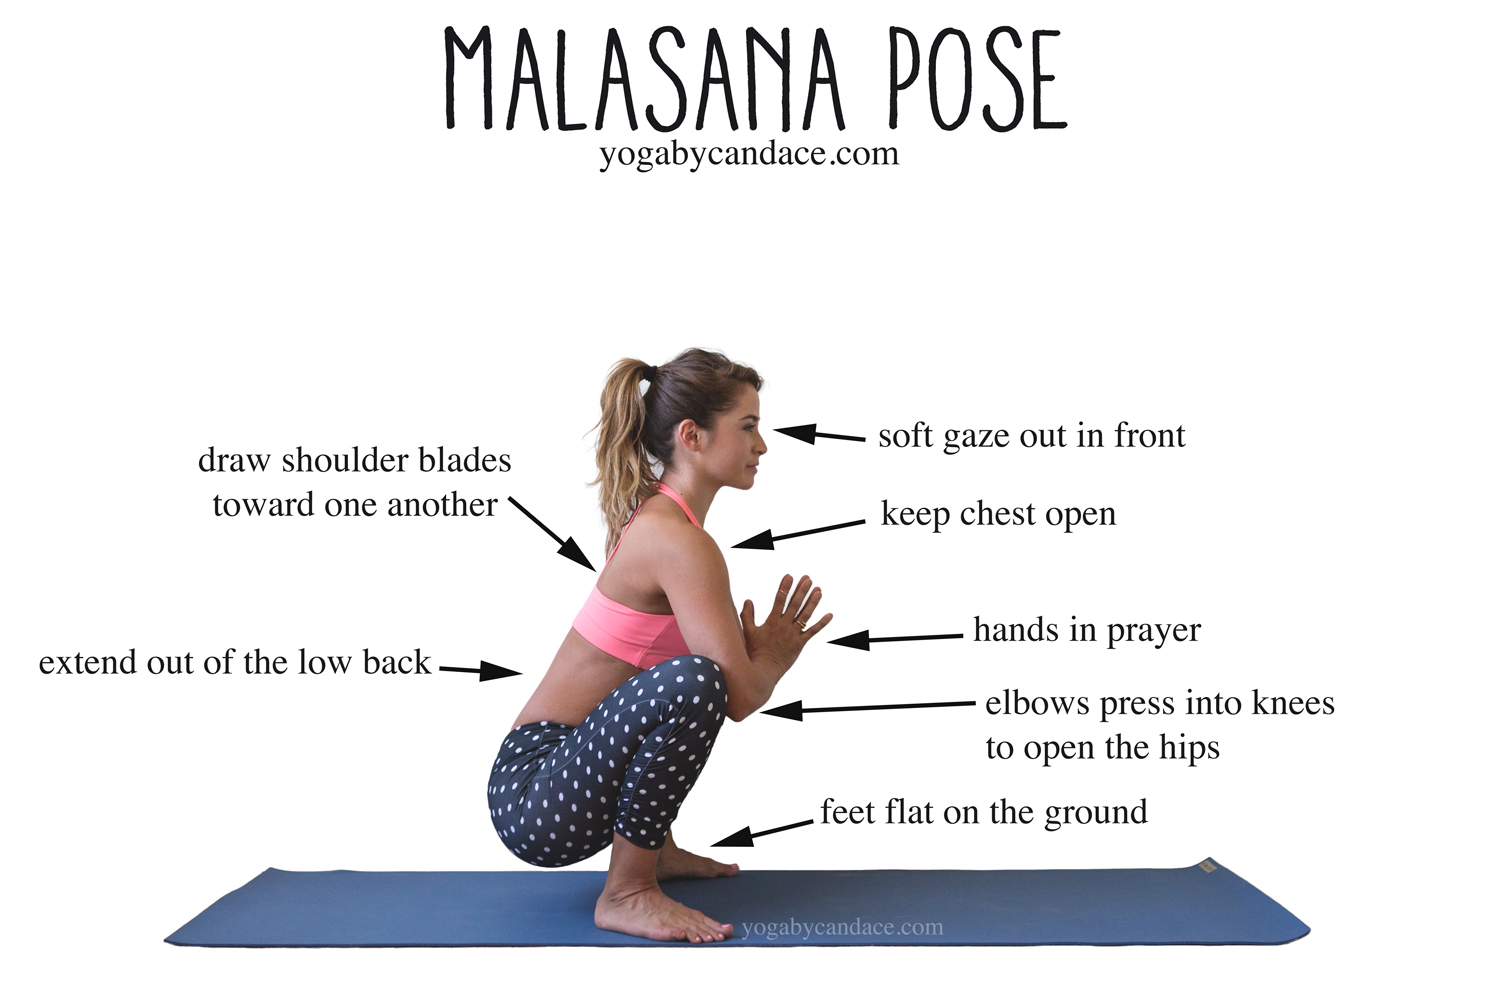 MALASANA POSE
yogabycandace.com
soft gaze out in front
draw shoulder blades
toward one another
keep chest open
hands in prayer
extend out of the low back
elbows press into knees
to open the hips
feet flat on the ground
yogabycandace.com